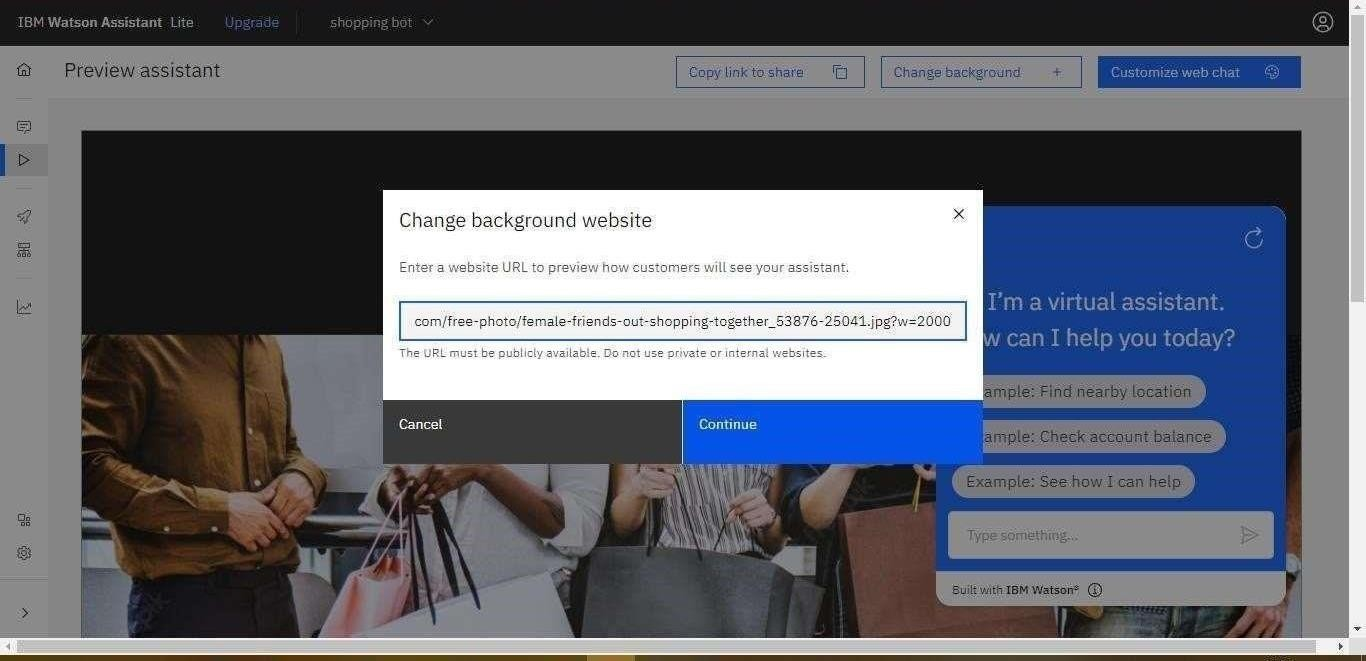 IBM Watson Assistant Lite Upgrade shopping bot
Preview assistant
Copy link to share Change background + Customize web chat
Change background website
Enter a website URL to preview how customers will see your assistant.
com/free-photo/female-friends-out-shopping-together_53876-25041.jpg?w=2000
The URL must be publicly available. Do not use private or internal websites.
Cancel Continue
I'm a virtual assistant.
w can I help you today?
ample: Find nearby location
ample: Check account balance
Example: See how I can help
Type something...
Built with IBM Watson®